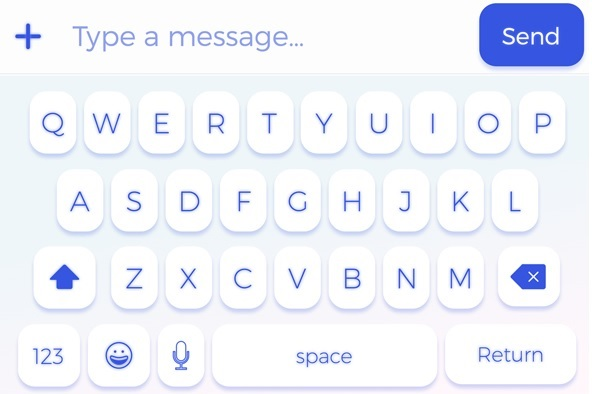 Type a message... Send
Q W E R T Y U I O P
A S D F G H J K L
Z X C V B N M
123 space Return